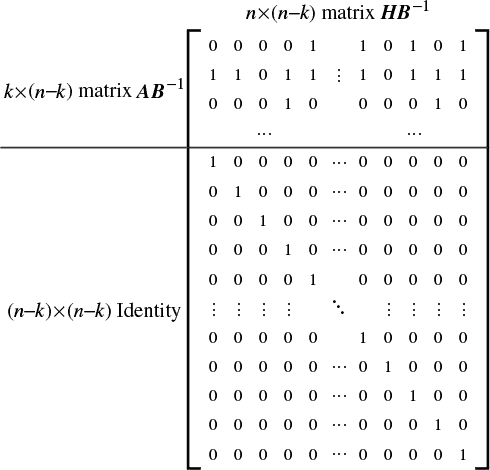 n×(n–k) matrix HB⁻¹
0 0 0 0 1 1 0 1 0 1
1 1 0 1 1 ⋮ 1 0 1 1 1
k×(n–k) matrix AB⁻¹
0 0 0 1 0 0 0 0 1 0
⋯ ⋯
1 0 0 0 0 ⋯ 0 0 0 0 0
0 1 0 0 0 ⋯ 0 0 0 0 0
0 0 1 0 0 ⋯ 0 0 0 0 0
0 0 0 1 0 ⋯ 0 0 0 0 0
0 0 0 0 1 0 0 0 0 0
(n–k)×(n–k) Identity
⋮ ⋮ ⋮ ⋮ ⋱ ⋮ ⋮ ⋮ ⋮
0 0 0 0 0 1 0 0 0 0
0 0 0 0 0 ⋯ 0 1 0 0 0
0 0 0 0 0 ⋯ 0 0 1 0 0
0 0 0 0 0 ⋯ 0 0 0 1 0
0 0 0 0 0 ⋯ 0 0 0 0 1